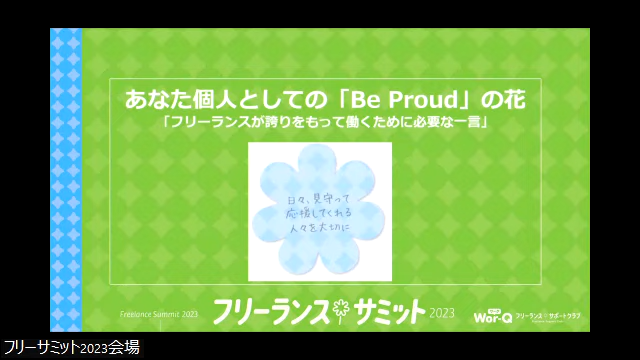 あなた個人としての「Be Proud」の花
「フリーランスが誇りをもって働くために必要な一言」
日々、見守って
応援してくれる
人々を大切に
Freelance Summit 2023
フリーランスサミット2023
Wor-Q
フリーランスサポートクラブ
フリーサミット2023会場